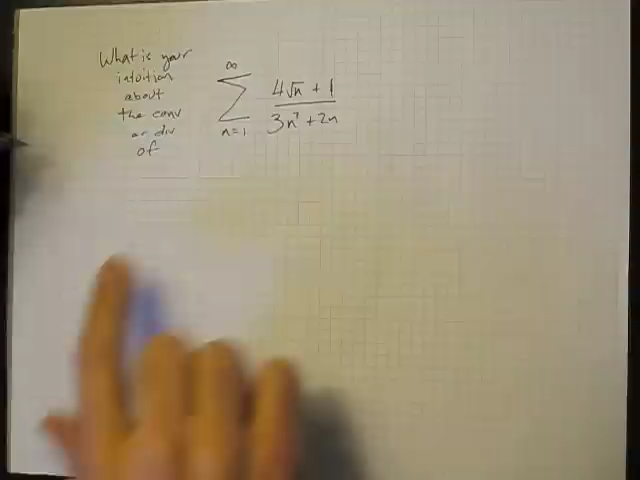 What is your
intuition
about
the conv
or div
of
∞
∑ 4√n + 1
n=1 3n² + 2n